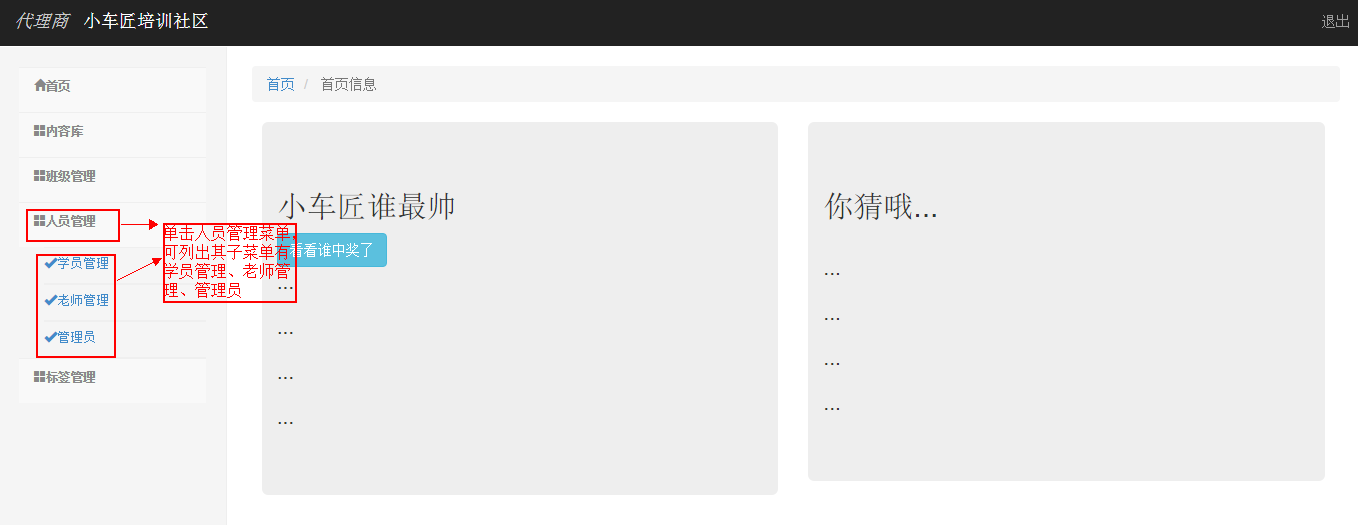 代理商 小车匠培训社区
退出
首页
内容库
班级管理
人员管理
学员管理
老师管理
管理员
标签管理
单击人员管理菜单，
可列出其子菜单有
学员管理、老师管
理、管理员
首页 / 首页信息
小车匠谁最帅
看看谁中奖了
...
...
...
...
你猜哦...
...
...
...
...